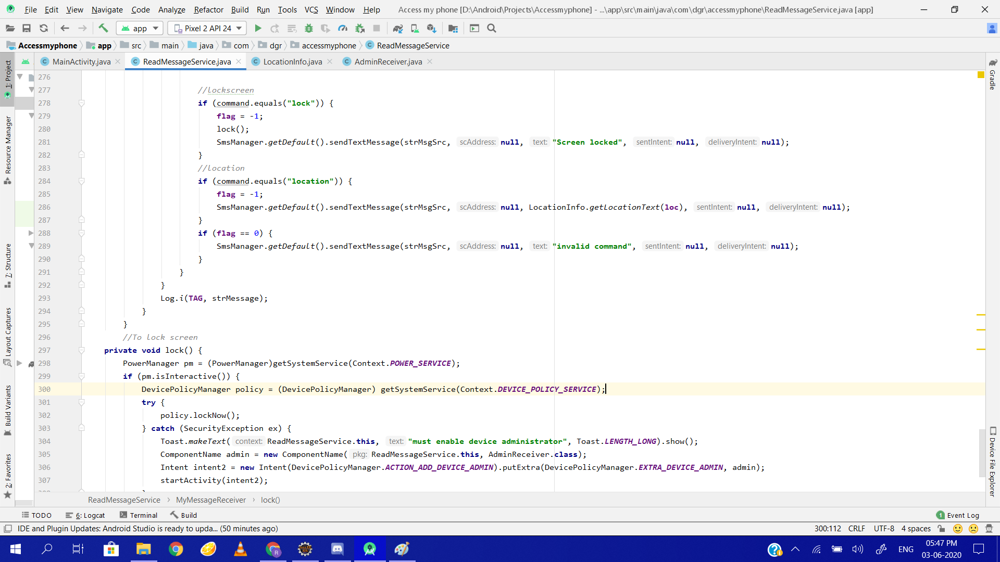 File Edit View Navigate Code Analyze Refactor Build Run Tools VCS Window Help Access my phone [D:\Android\Projects\Accessmyphone] - ...\app\src\main\java\com\dgr\accessmyphone\ReadMessageService.java [app]
app Pixel 2 API 24
Accessmyphone app src main java com dgr accessmyphone ReadMessageService
MainActivity.java ReadMessageService.java LocationInfo.java AdminReceiver.java
1: Project
Resource Manager
7: Structure
Layout Captures
Build Variants
2: Favorites
276
277 //lockscreen
278 if (command.equals("lock")) {
279 flag = -1;
280 lock();
281 SmsManager.getDefault().sendTextMessage(strMsgSrc, scAddress: null, text: "Screen locked", sentIntent: null, deliveryIntent: null);
282 }
283 //location
284 if (command.equals("location")) {
285 flag = -1;
286 SmsManager.getDefault().sendTextMessage(strMsgSrc, scAddress: null, LocationInfo.getLocationText(loc), sentIntent: null, deliveryIntent: null);
287 }
288 if (flag == 0) {
289 SmsManager.getDefault().sendTextMessage(strMsgSrc, scAddress: null, text: "invalid command", sentIntent: null, deliveryIntent: null);
290 }
291 }
292 }
293 Log.i(TAG, strMessage);
294 }
295 }
296 //To lock screen
297 private void lock() {
298 PowerManager pm = (PowerManager)getSystemService(Context.POWER_SERVICE);
299 if (pm.isInteractive()) {
300 DevicePolicyManager policy = (DevicePolicyManager) getSystemService(Context.DEVICE_POLICY_SERVICE);
301 try {
302 policy.lockNow();
303 } catch (SecurityException ex) {
304 Toast.makeText( context: ReadMessageService.this, text: "must enable device administrator", Toast.LENGTH_LONG).show();
305 ComponentName admin = new ComponentName( pkg: ReadMessageService.this, AdminReceiver.class);
306 Intent intent2 = new Intent(DevicePolicyManager.ACTION_ADD_DEVICE_ADMIN).putExtra(DevicePolicyManager.EXTRA_DEVICE_ADMIN, admin);
307 startActivity(intent2);
Gradle
Device File Explorer
ReadMessageService MyMessageReceiver lock()
TODO 6: Logcat Terminal Build 1 Event Log
IDE and Plugin Updates: Android Studio is ready to upda... (50 minutes ago) 300:112 CRLF UTF-8 4 spaces
ENG 05:47 PM
03-06-2020